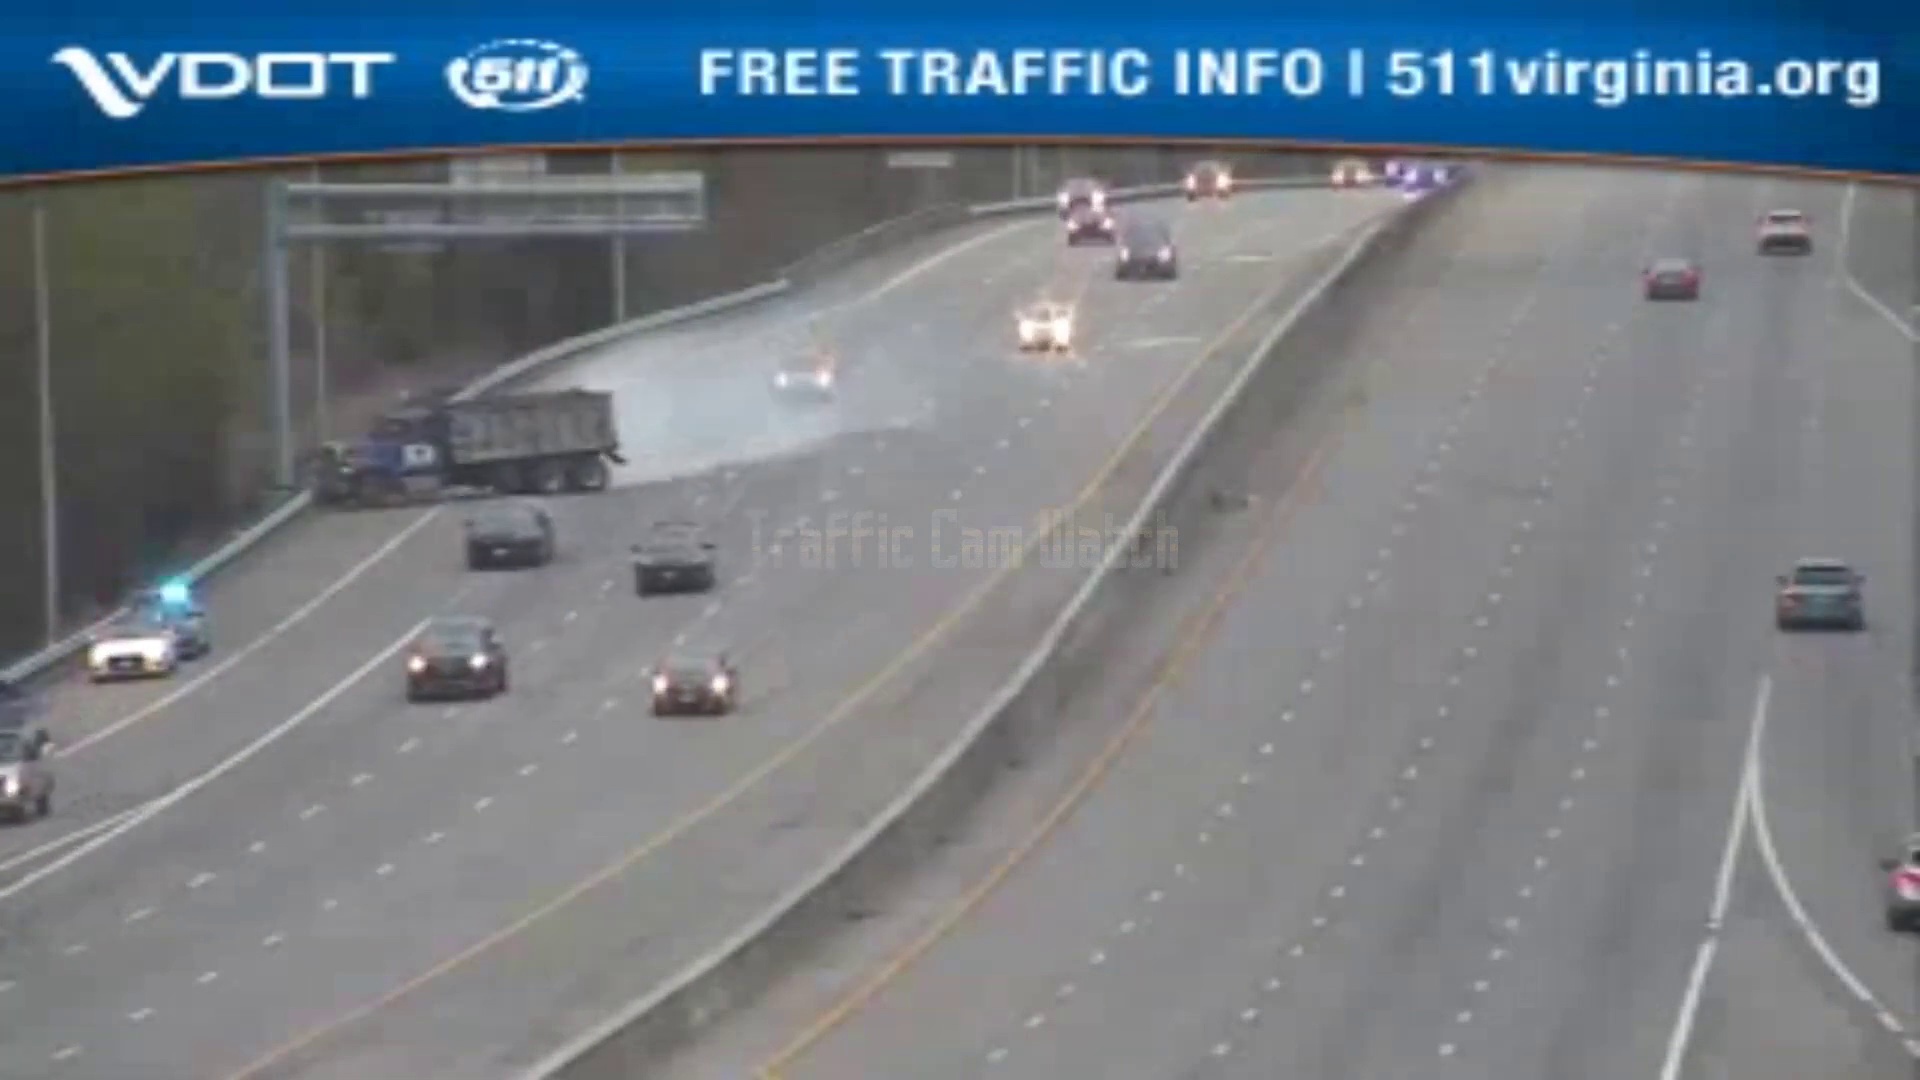 VDOT 511 FREE TRAFFIC INFO | 511virginia.org
Traffic Cam Watch